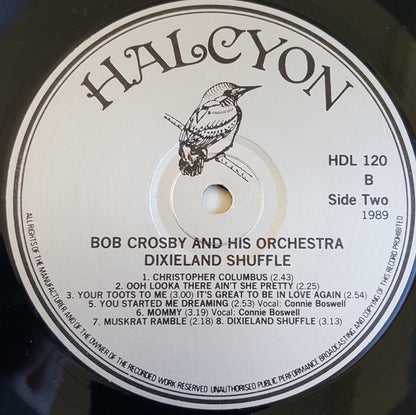 HALCYON
HDL 120
B
Side Two
1989
BOB CROSBY AND HIS ORCHESTRA
DIXIELAND SHUFFLE
1. CHRISTOPHER COLUMBUS (2.43)
2. OOH LOOKA THERE AIN'T SHE PRETTY (2.25)
3. YOUR TOOTS TO ME (3.00) IT'S GREAT TO BE IN LOVE AGAIN (2.54)
5. YOU STARTED ME DREAMING (2.53) Vocal: Connie Boswell
6. MOMMY (3.19) Vocal: Connie Boswell
7. MUSKRAT RAMBLE (2.18) 8. DIXIELAND SHUFFLE (3.13)
ALL RIGHTS OF THE MANUFACTURER AND OF THE OWNER OF THE RECORDED WORK RESERVED UNAUTHORISED PUBLIC PERFORMANCE BROADCASTING AND COPYING OF THIS RECORD PROHIBITED